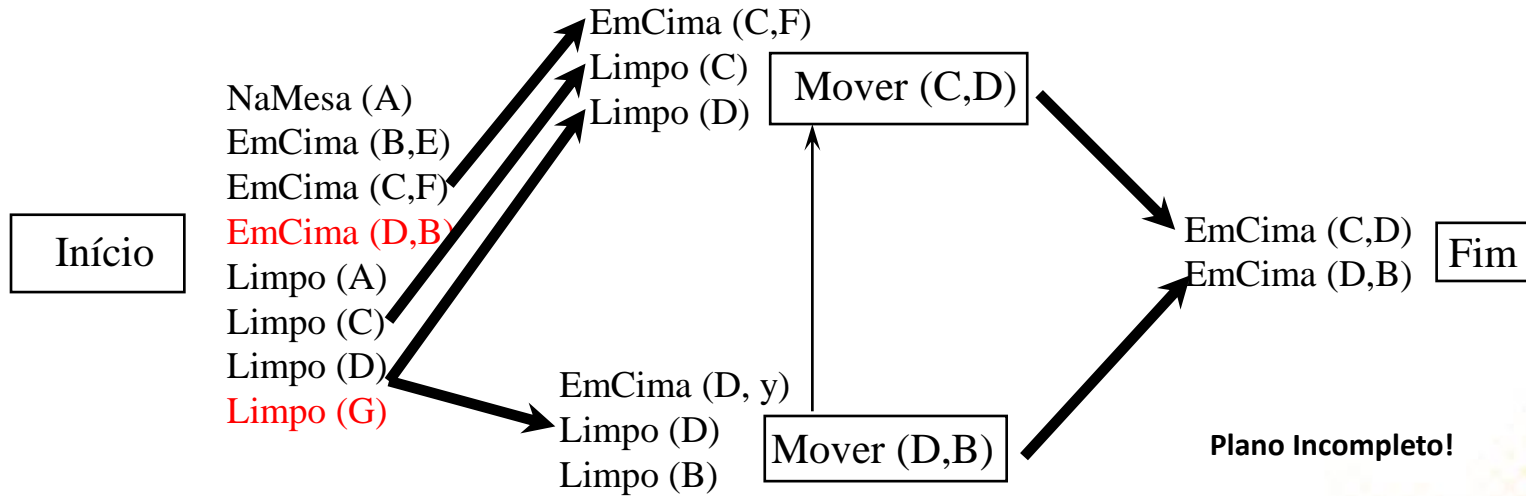 Início
NaMesa (A)
EmCima (B,E)
EmCima (C,F)
EmCima (D,B)
Limpo (A)
Limpo (C)
Limpo (D)
Limpo (G)
EmCima (C,F)
Limpo (C)
Limpo (D)
Mover (C,D)
EmCima (D, y)
Limpo (D)
Limpo (B)
Mover (D,B)
EmCima (C,D)
EmCima (D,B)
Fim
Plano Incompleto!